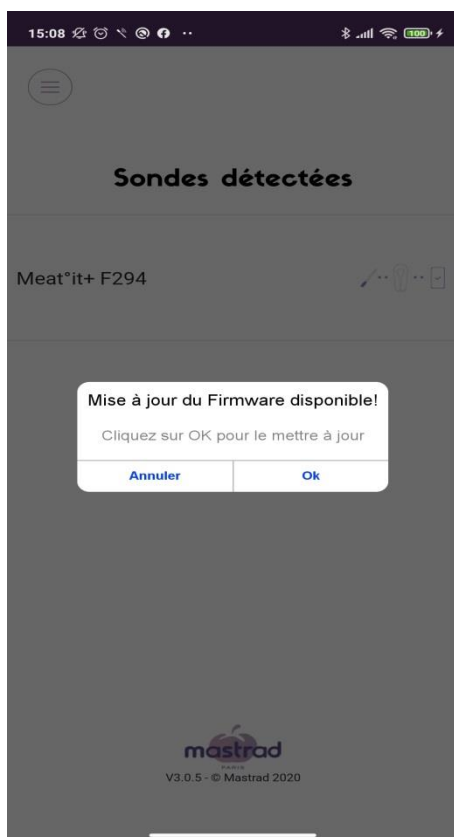 15:08
100
Sondes détectées
Meat°it+ F294
Mise à jour du Firmware disponible!
Cliquez sur OK pour le mettre à jour
Annuler Ok
mastrad
PARIS
V3.0.5 - © Mastrad 2020